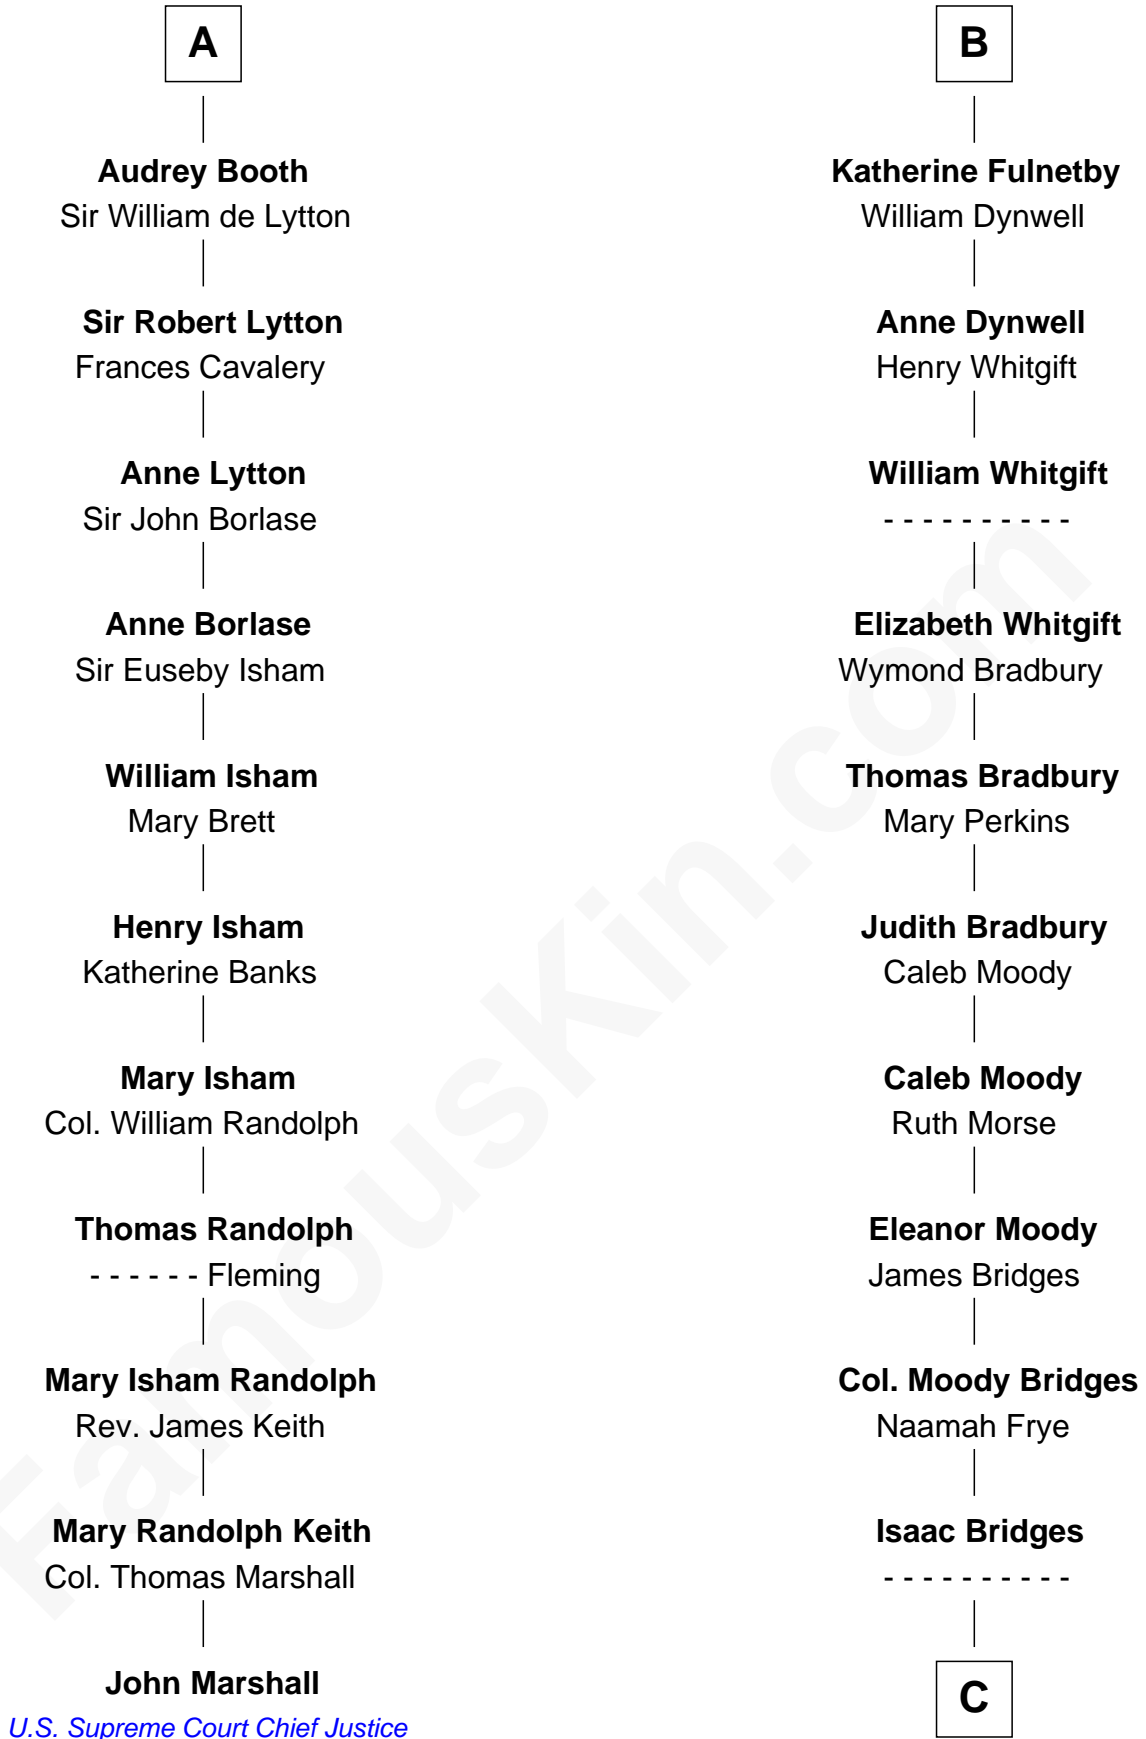 A
Audrey Booth
Sir William de Lytton
Sir Robert Lytton
Frances Cavalery
Anne Lytton
Sir John Borlase
Anne Borlase
Sir Euseby Isham
William Isham
Mary Brett
Henry Isham
Katherine Banks
Mary Isham
Col. William Randolph
Thomas Randolph
- - - - - - Fleming
Mary Isham Randolph
Rev. James Keith
Mary Randolph Keith
Col. Thomas Marshall
John Marshall
U.S. Supreme Court Chief Justice
B
Katherine Fulnetby
William Dynwell
Anne Dynwell
Henry Whitgift
William Whitgift
- - - - - - - - - -
Elizabeth Whitgift
Wymond Bradbury
Thomas Bradbury
Mary Perkins
Judith Bradbury
Caleb Moody
Caleb Moody
Ruth Morse
Eleanor Moody
James Bridges
Col. Moody Bridges
Naamah Frye
Isaac Bridges
- - - - - - - - - -
C
FamousKin.com